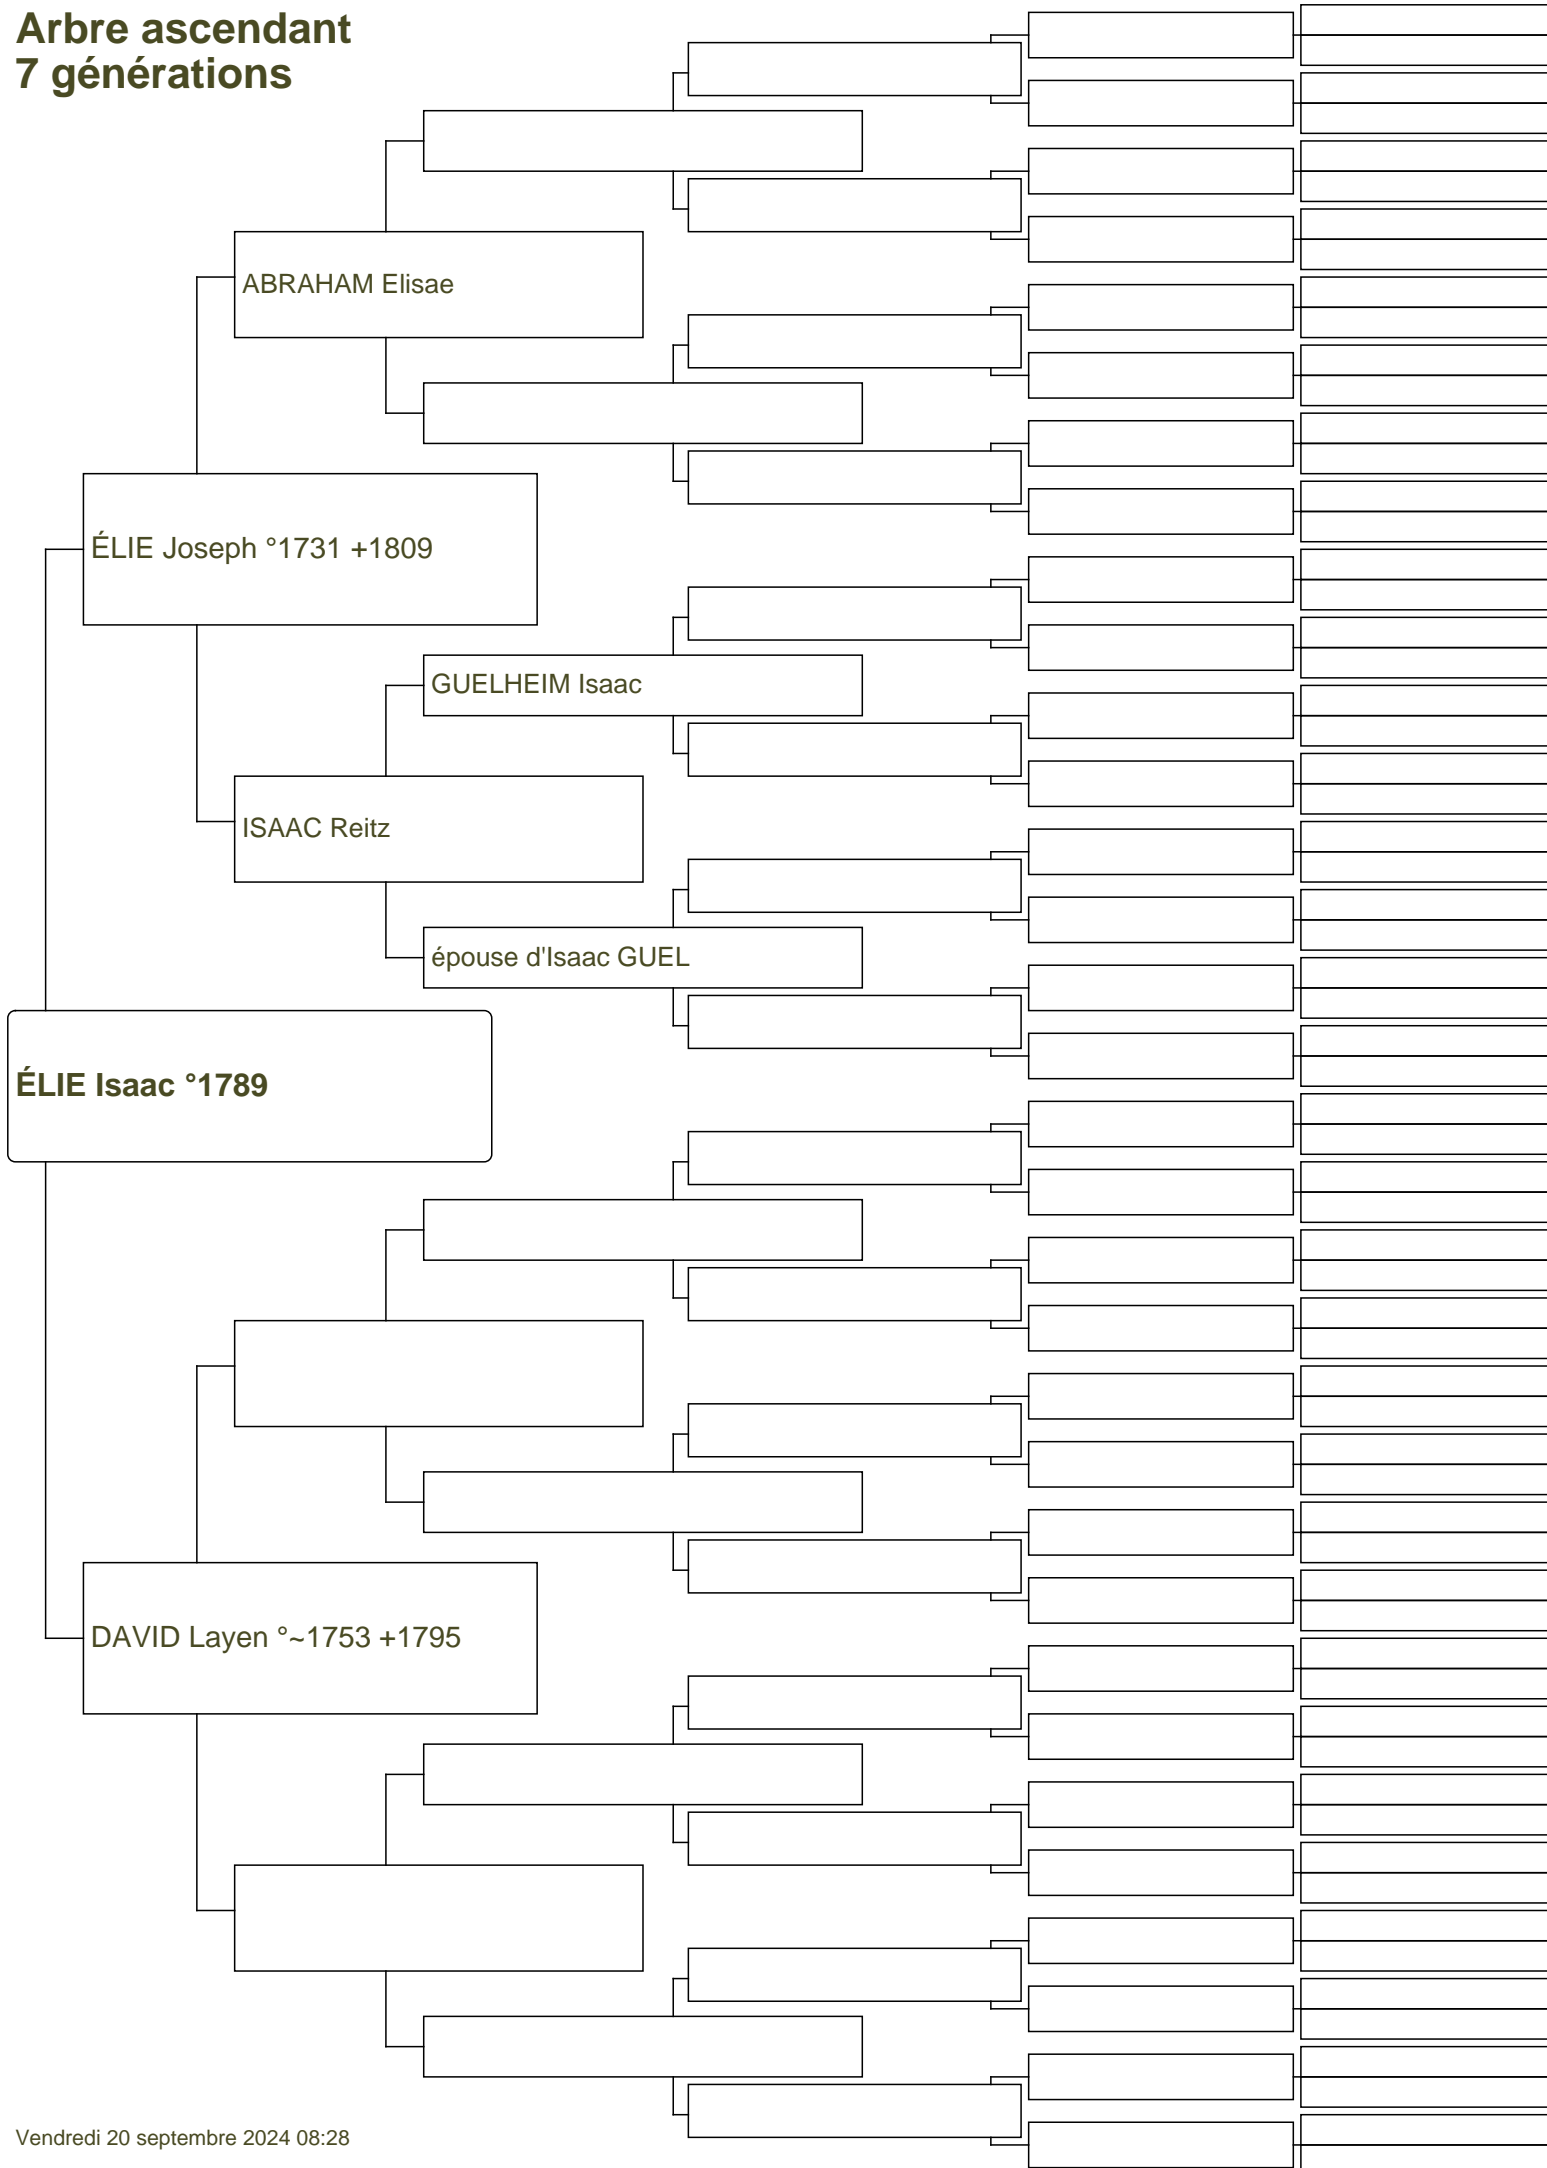 Arbre ascendant
7 générations
ABRAHAM Elisae
ÉLIE Joseph °1731 +1809
GUELHEIM Isaac
ISAAC Reitz
épouse d'Isaac GUEL
ÉLIE Isaac °1789
DAVID Layen °~1753 +1795
Vendredi 20 septembre 2024 08:28